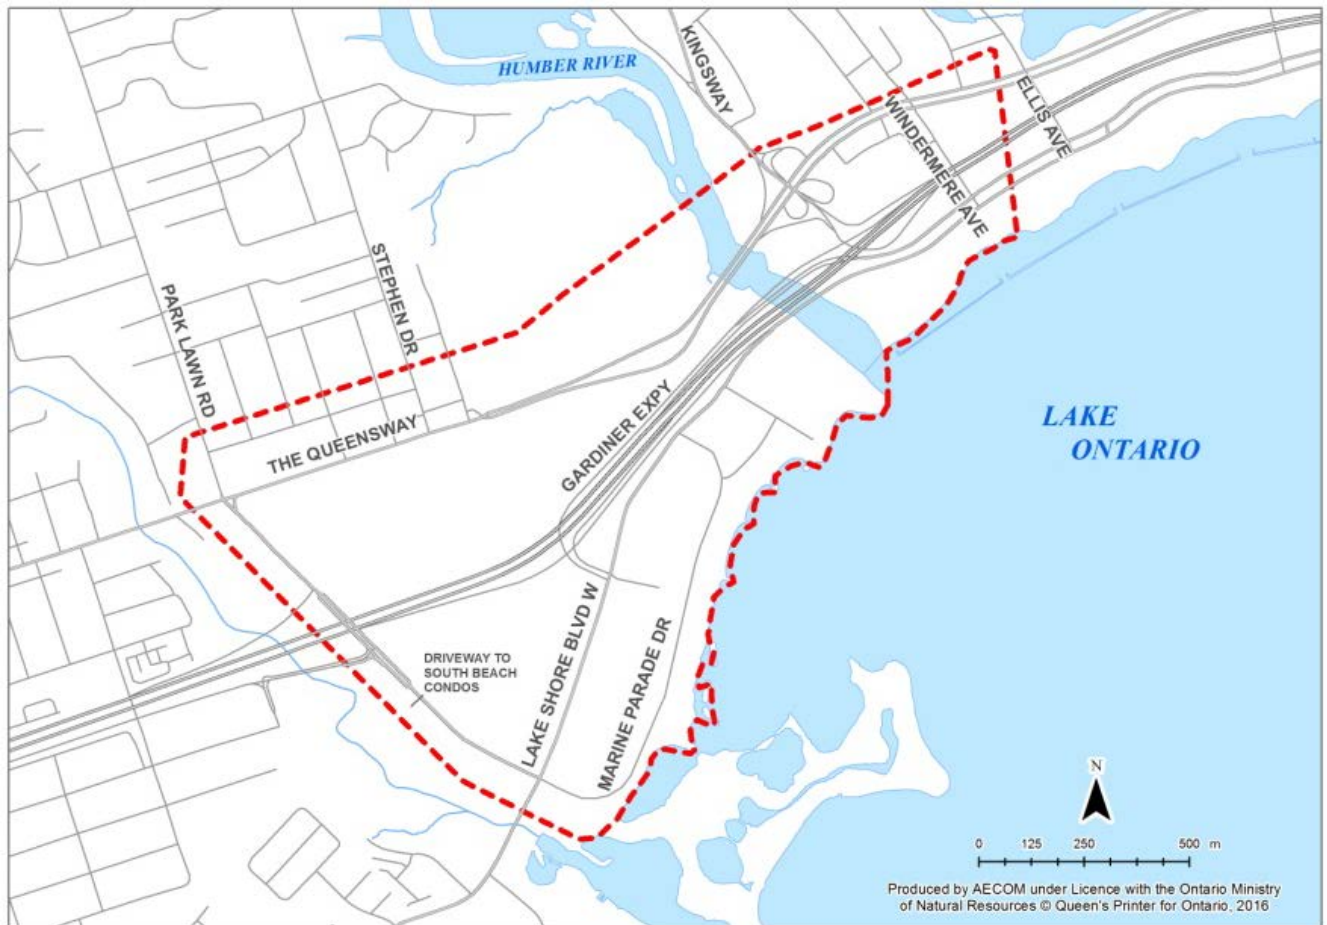 HUMBER RIVER
KINGSWAY
ELLIS AVE
WINDERMERE AVE
STEPHEN DR
PARK LAWN RD
THE QUEENSWAY
GARDINER EXPY
LAKE
ONTARIO
DRIVEWAY TO
SOUTH BEACH
CONDOS
LAKE SHORE BLVD W
MARINE PARADE DR
N
0 125 250 500 m
Produced by AECOM under Licence with the Ontario Ministry
of Natural Resources © Queen's Printer for Ontario, 2016